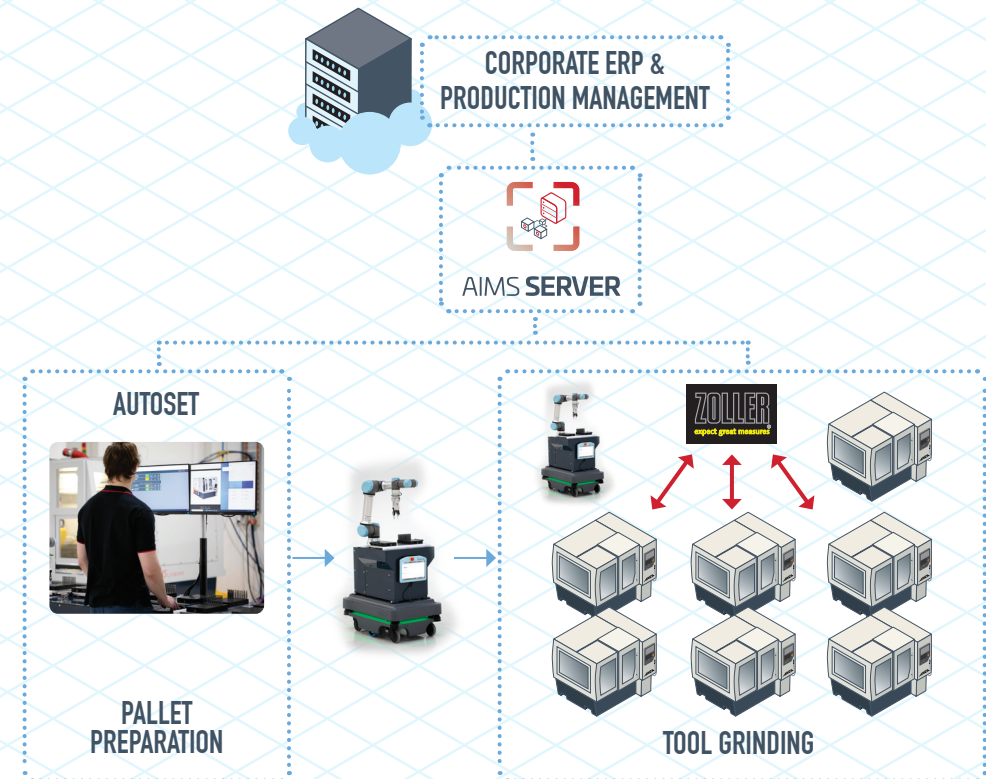 CORPORATE ERP &
PRODUCTION MANAGEMENT
AIMS SERVER
AUTOSET
PALLET
PREPARATION
ZOLLER
expect great measures
TOOL GRINDING